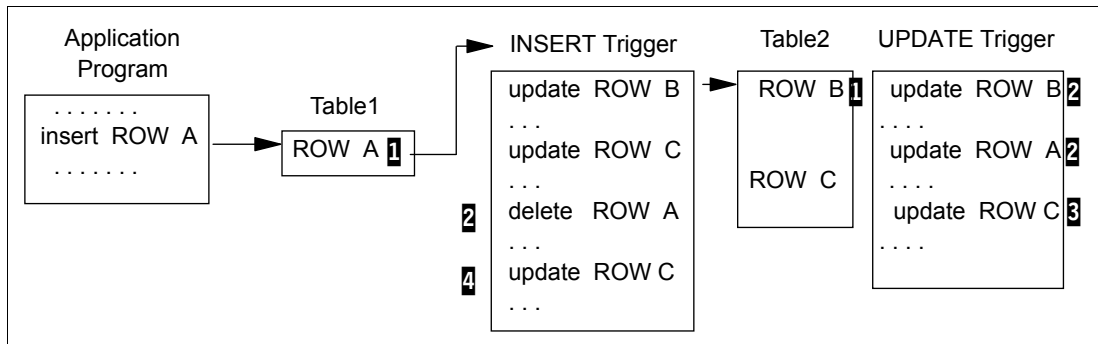 Application
Program
. . . . . . .
insert ROW A
. . . . . . .
Table1
ROW A 1
INSERT Trigger
update ROW B
. . .
update ROW C
. . .
2 delete ROW A
. . .
4 update ROW C
. . .
Table2
ROW B 1
ROW C
UPDATE Trigger
update ROW B 2
. . . .
update ROW A 2
. . . .
update ROW C 3
. . . .